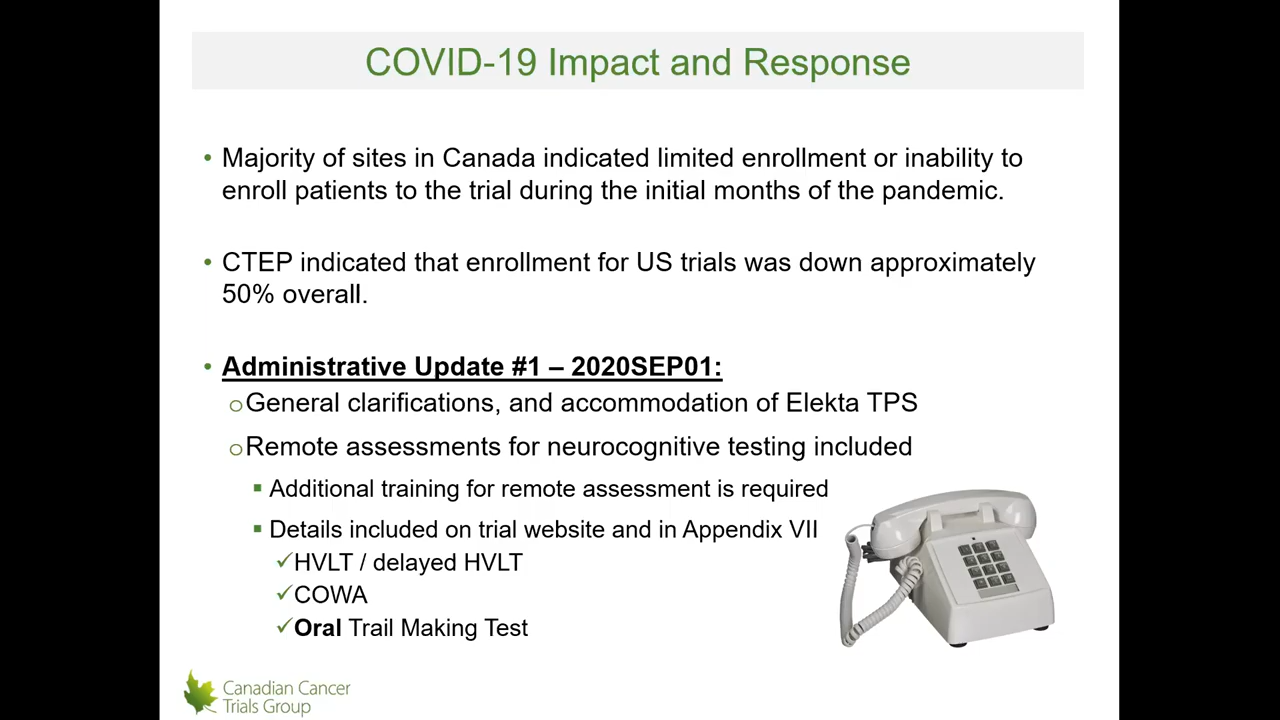 COVID-19 Impact and Response
• Majority of sites in Canada indicated limited enrollment or inability to
enroll patients to the trial during the initial months of the pandemic.
• CTEP indicated that enrollment for US trials was down approximately
50% overall.
• Administrative Update #1 – 2020SEP01:
o General clarifications, and accommodation of Elekta TPS
o Remote assessments for neurocognitive testing included
▪ Additional training for remote assessment is required
▪ Details included on trial website and in Appendix VII
✓ HVLT / delayed HVLT
✓ COWA
✓ Oral Trail Making Test
Canadian Cancer
Trials Group